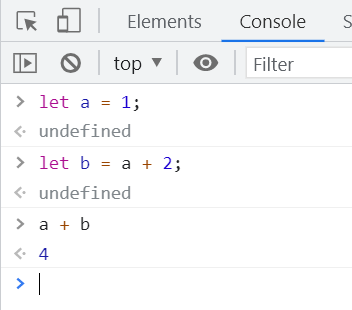 Elements Console S
top Filter
let a = 1;
undefined
let b = a + 2;
undefined
a + b
4